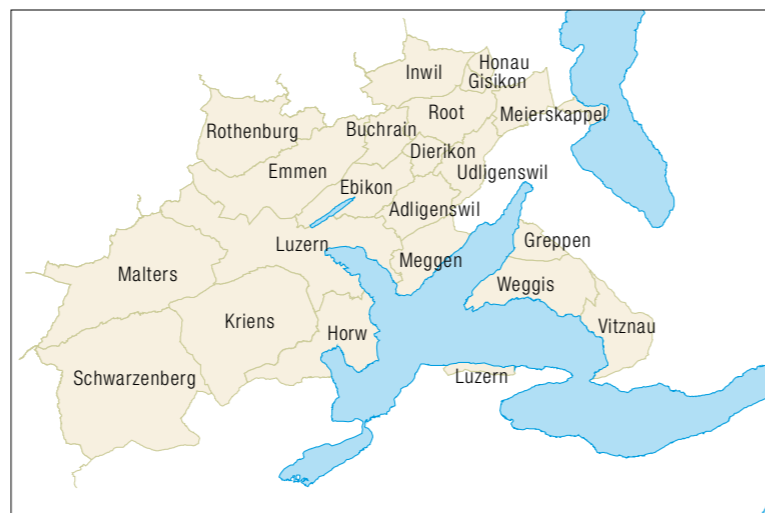 Honau
Inwil
Gisikon
Root
Meierskappel
Rothenburg
Buchrain
Dierikon
Emmen
Udligenswil
Ebikon
Adligenswil
Luzern
Greppen
Meggen
Malters
Weggis
Kriens
Horw
Vitznau
Schwarzenberg
Luzern